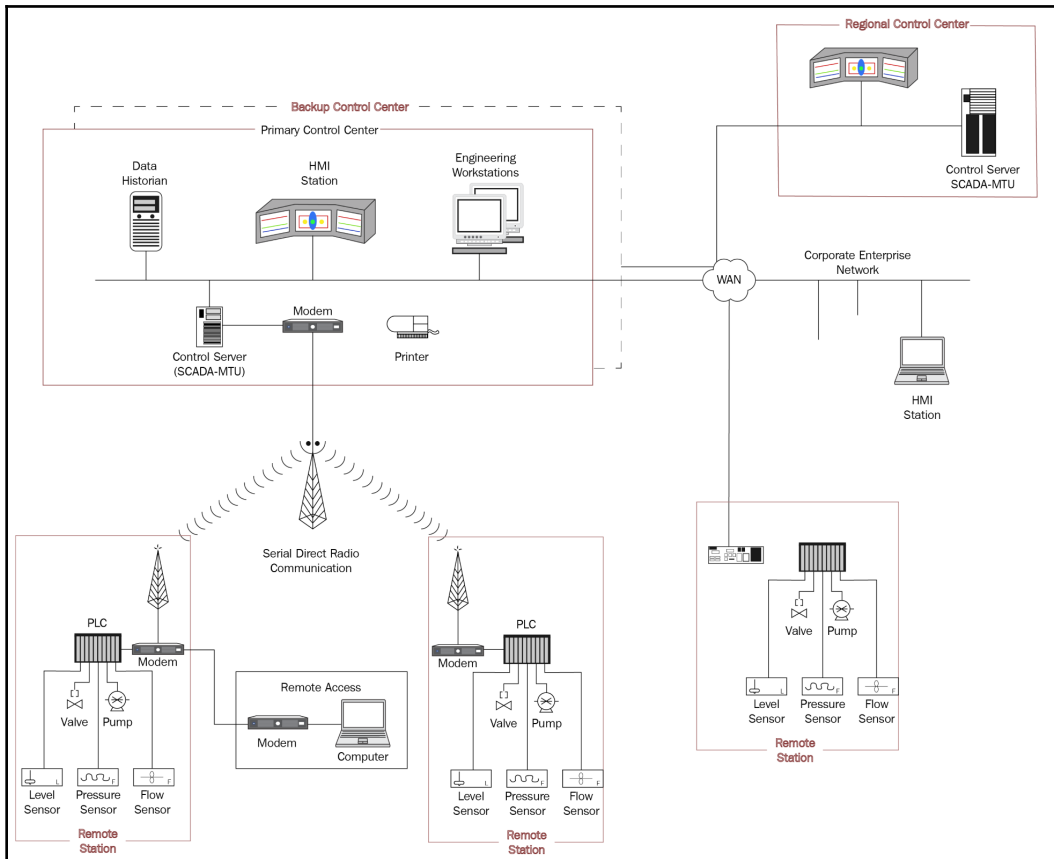 Regional Control Center
Control Server
SCADA-MTU
Backup Control Center
Primary Control Center
Data
Historian
HMI
Station
Engineering
Workstations
Control Server
(SCADA-MTU)
Modem
Printer
WAN
Corporate Enterprise
Network
HMI
Station
Serial Direct Radio
Communication
PLC
Modem
Valve
Pump
L
F
F
Level
Sensor
Pressure
Sensor
Flow
Sensor
Remote
Station
Remote Access
Modem
Computer
PLC
Modem
Valve
Pump
L
F
F
Level
Sensor
Pressure
Sensor
Flow
Sensor
Remote
Station
Valve
Pump
L
F
F
Level
Sensor
Pressure
Sensor
Flow
Sensor
Remote
Station